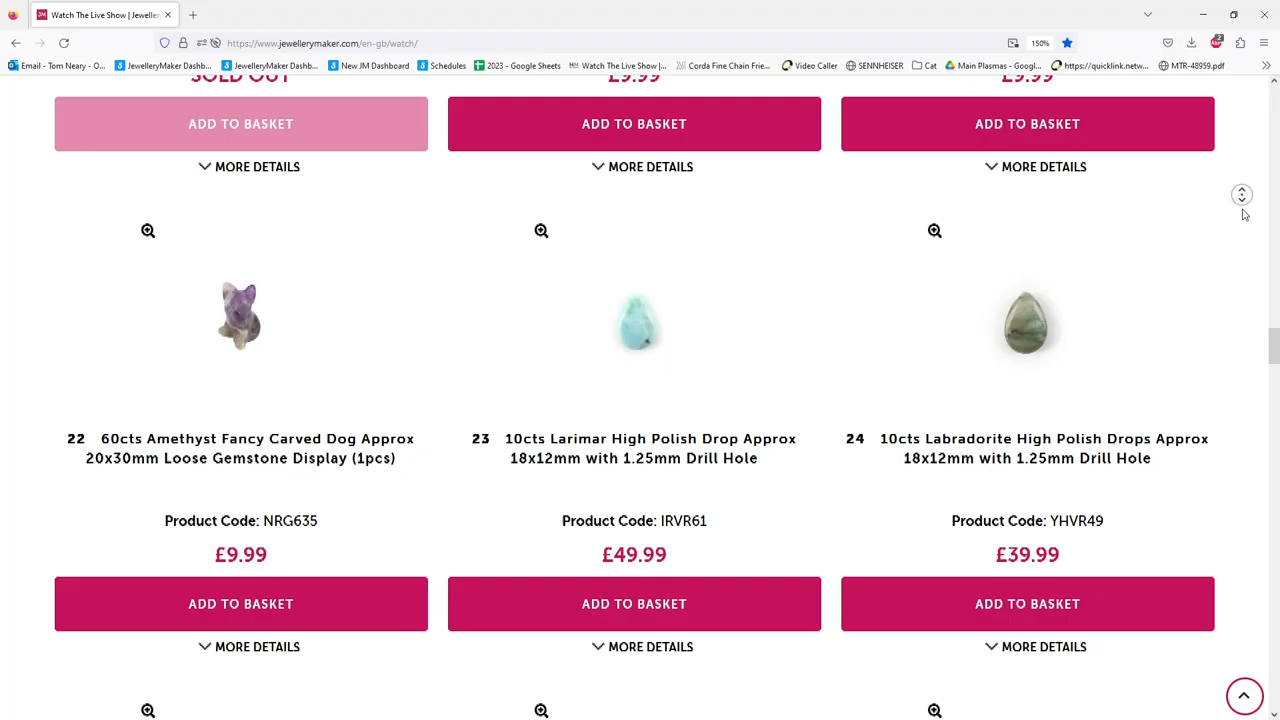 Watch The Live Show | Jeweller
https://www.jewellerymaker.com/en-gb/watch/
150%
2
Email - Tom Neary - O...
JewelleryMaker Dashb...
JewelleryMaker Dashb...
New JM Dashboard
Schedules
2023 - Google Sheets
Watch The Live Show |...
Corda Fine Chain Frie...
Video Caller
SENNHEISER
Cat
Main Plasmas - Googl...
https://quicklink.netw...
MTR-48959.pdf
SOLD OUT
£9.99
£9.99
ADD TO BASKET
ADD TO BASKET
ADD TO BASKET
MORE DETAILS
MORE DETAILS
MORE DETAILS
22 60cts Amethyst Fancy Carved Dog Approx
20x30mm Loose Gemstone Display (1pcs)
23 10cts Larimar High Polish Drop Approx
18x12mm with 1.25mm Drill Hole
24 10cts Labradorite High Polish Drops Approx
18x12mm with 1.25mm Drill Hole
Product Code: NRG635
Product Code: IRVR61
Product Code: YHVR49
£9.99
£49.99
£39.99
ADD TO BASKET
ADD TO BASKET
ADD TO BASKET
MORE DETAILS
MORE DETAILS
MORE DETAILS